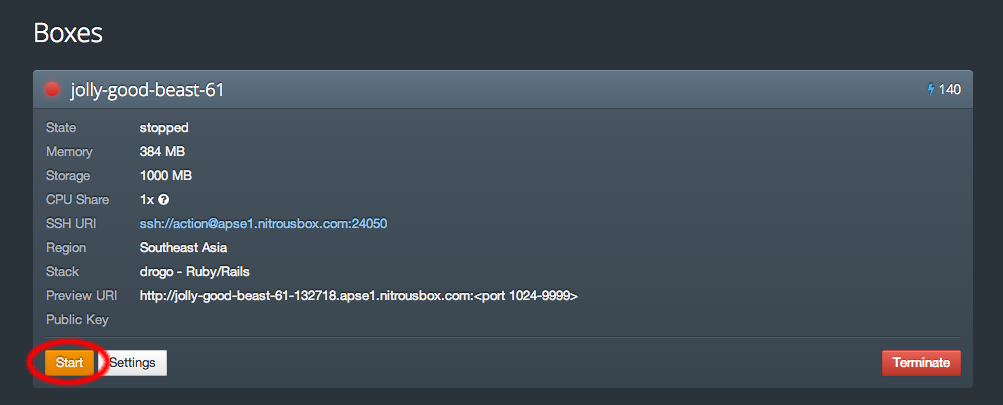 Boxes
jolly-good-beast-61 140
State stopped
Memory 384 MB
Storage 1000 MB
CPU Share 1x ?
SSH URI ssh://action@apse1.nitrousbox.com:24050
Region Southeast Asia
Stack drogo - Ruby/Rails
Preview URI http://jolly-good-beast-61-132718.apse1.nitrousbox.com:<port 1024-9999>
Public Key
Start Settings Terminate